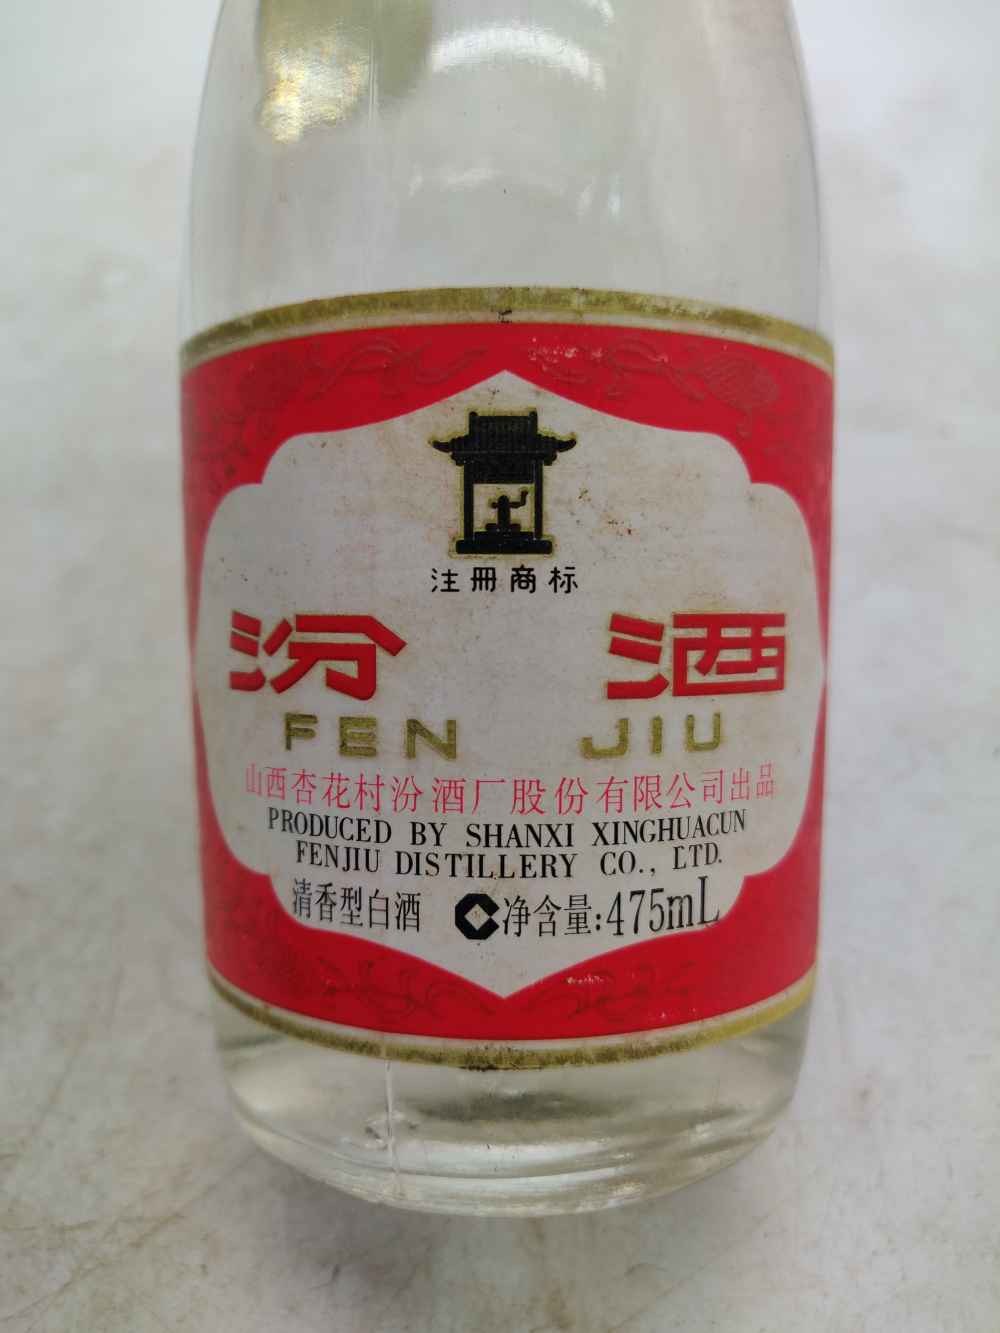 注册商标
汾 酒
FEN JIU
山西杏花村汾酒厂股份有限公司出品
PRODUCED BY SHANXI XINGHUACUN
FENJIU DISTILLERY CO., LTD.
清香型白酒 净含量:475mL